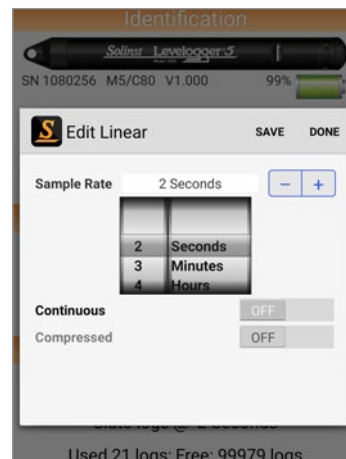 Identification
Solinst Levelogger 5
SN 1080256 M5/C80 V1.000 99%
S Edit Linear SAVE DONE
Sample Rate 2 Seconds - +
2 Seconds
3 Minutes
4 Hours
Continuous OFF
Compressed OFF
Used 21 logs; Free: 99979 logs